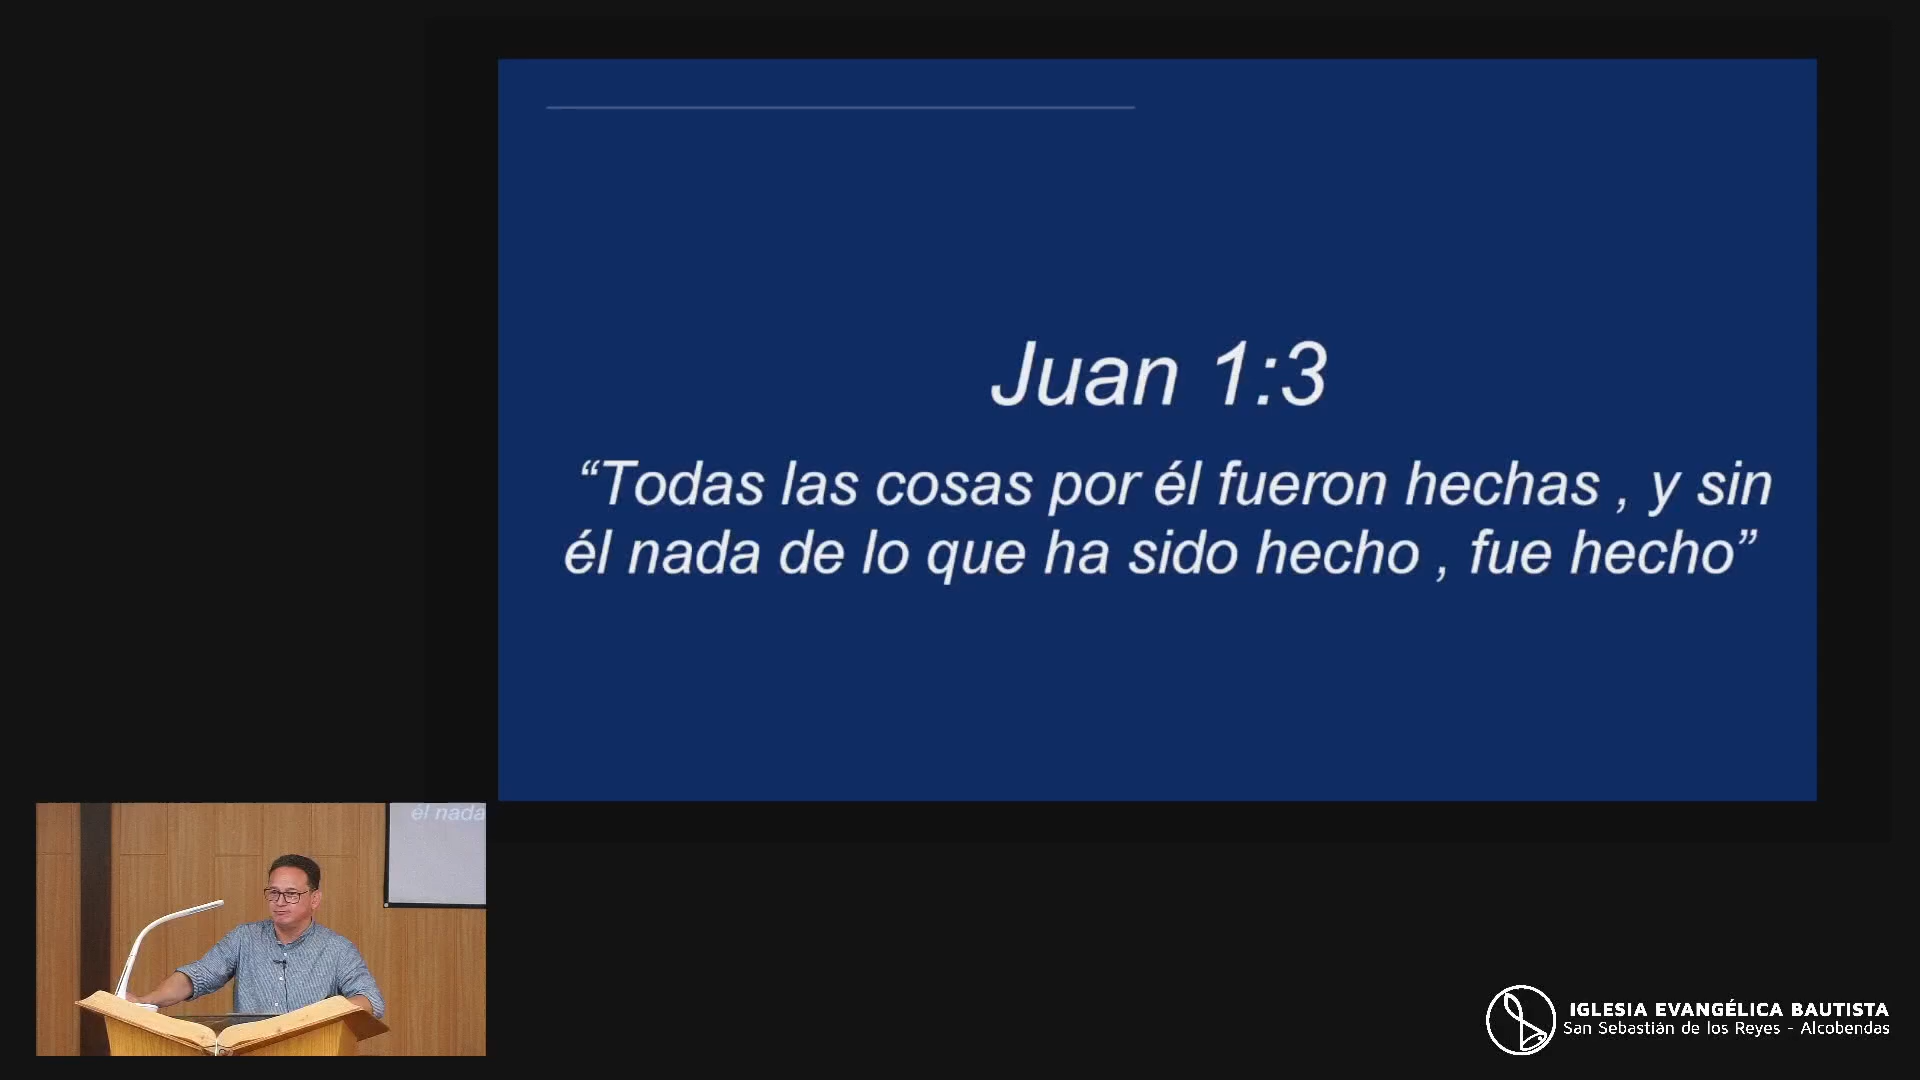 Juan 1:3
“Todas las cosas por él fueron hechas , y sin
él nada de lo que ha sido hecho , fue hecho”
él nada
IGLESIA EVANGÉLICA BAUTISTA
San Sebastián de los Reyes - Alcobendas